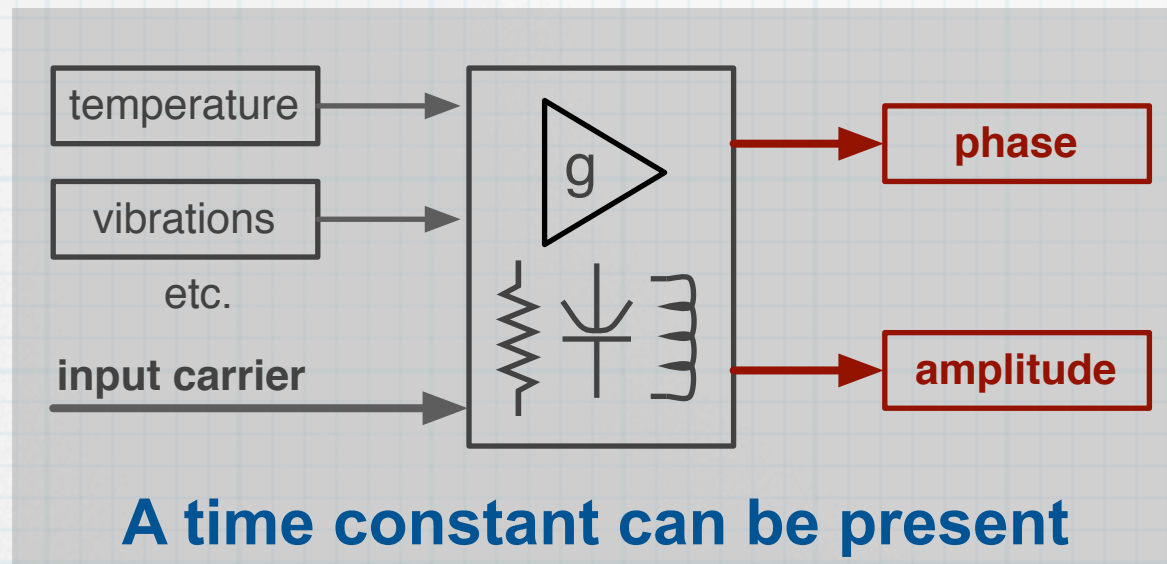 temperature
vibrations
etc.
input carrier
g
phase
amplitude
A time constant can be present